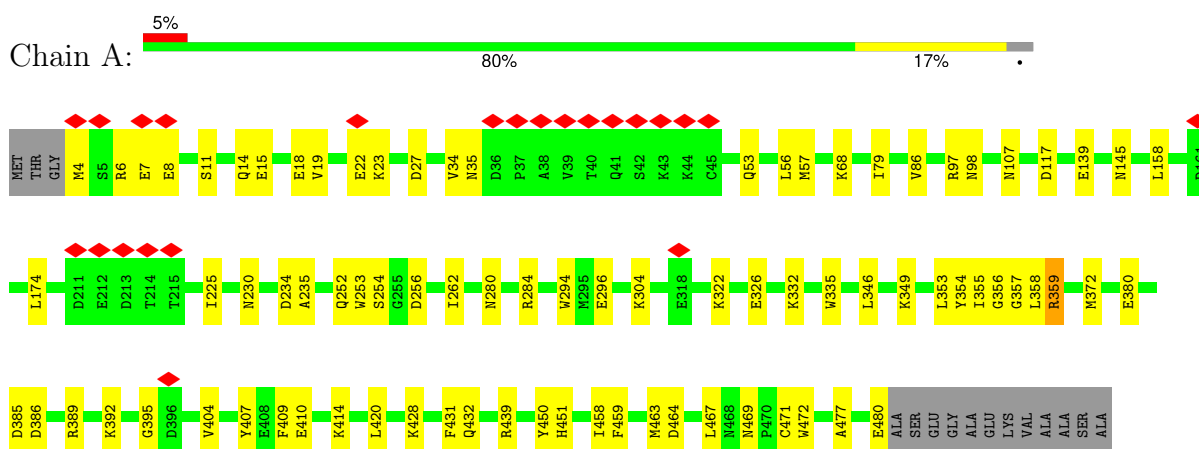 5%
Chain A:
80% 17% •
MET THR GLY M4 S5 R6 E7 E8 S11 Q14 E15 E18 V19 E22 K23 D27 V34 N35 D36 P37 A38 V39 T40 Q41 S42 K43 K44 C45 Q53 L56 M57 K68 I79 V86 R97 N98 N107 D117 E139 N145 L158
L174 D211 E212 D213 T214 T215 I225 N230 D234 A235 Q252 W253 S254 G255 D256 I262 N280 R284 W294 M295 E296 K304 E318 K322 E326 K332 W335 L346 K349 L353 Y354 I355 G356 G357 L358 R359 M372 E380
D385 D386 R389 K392 G395 D396 V404 Y407 E408 F409 E410 K414 L420 K428 F431 Q432 R439 Y450 H451 I458 F459 M463 D464 L467 N468 N469 P470 C471 W472 A477 E480 ALA SER GLU GLY ALA GLU LYS VAL ALA ALA SER ALA